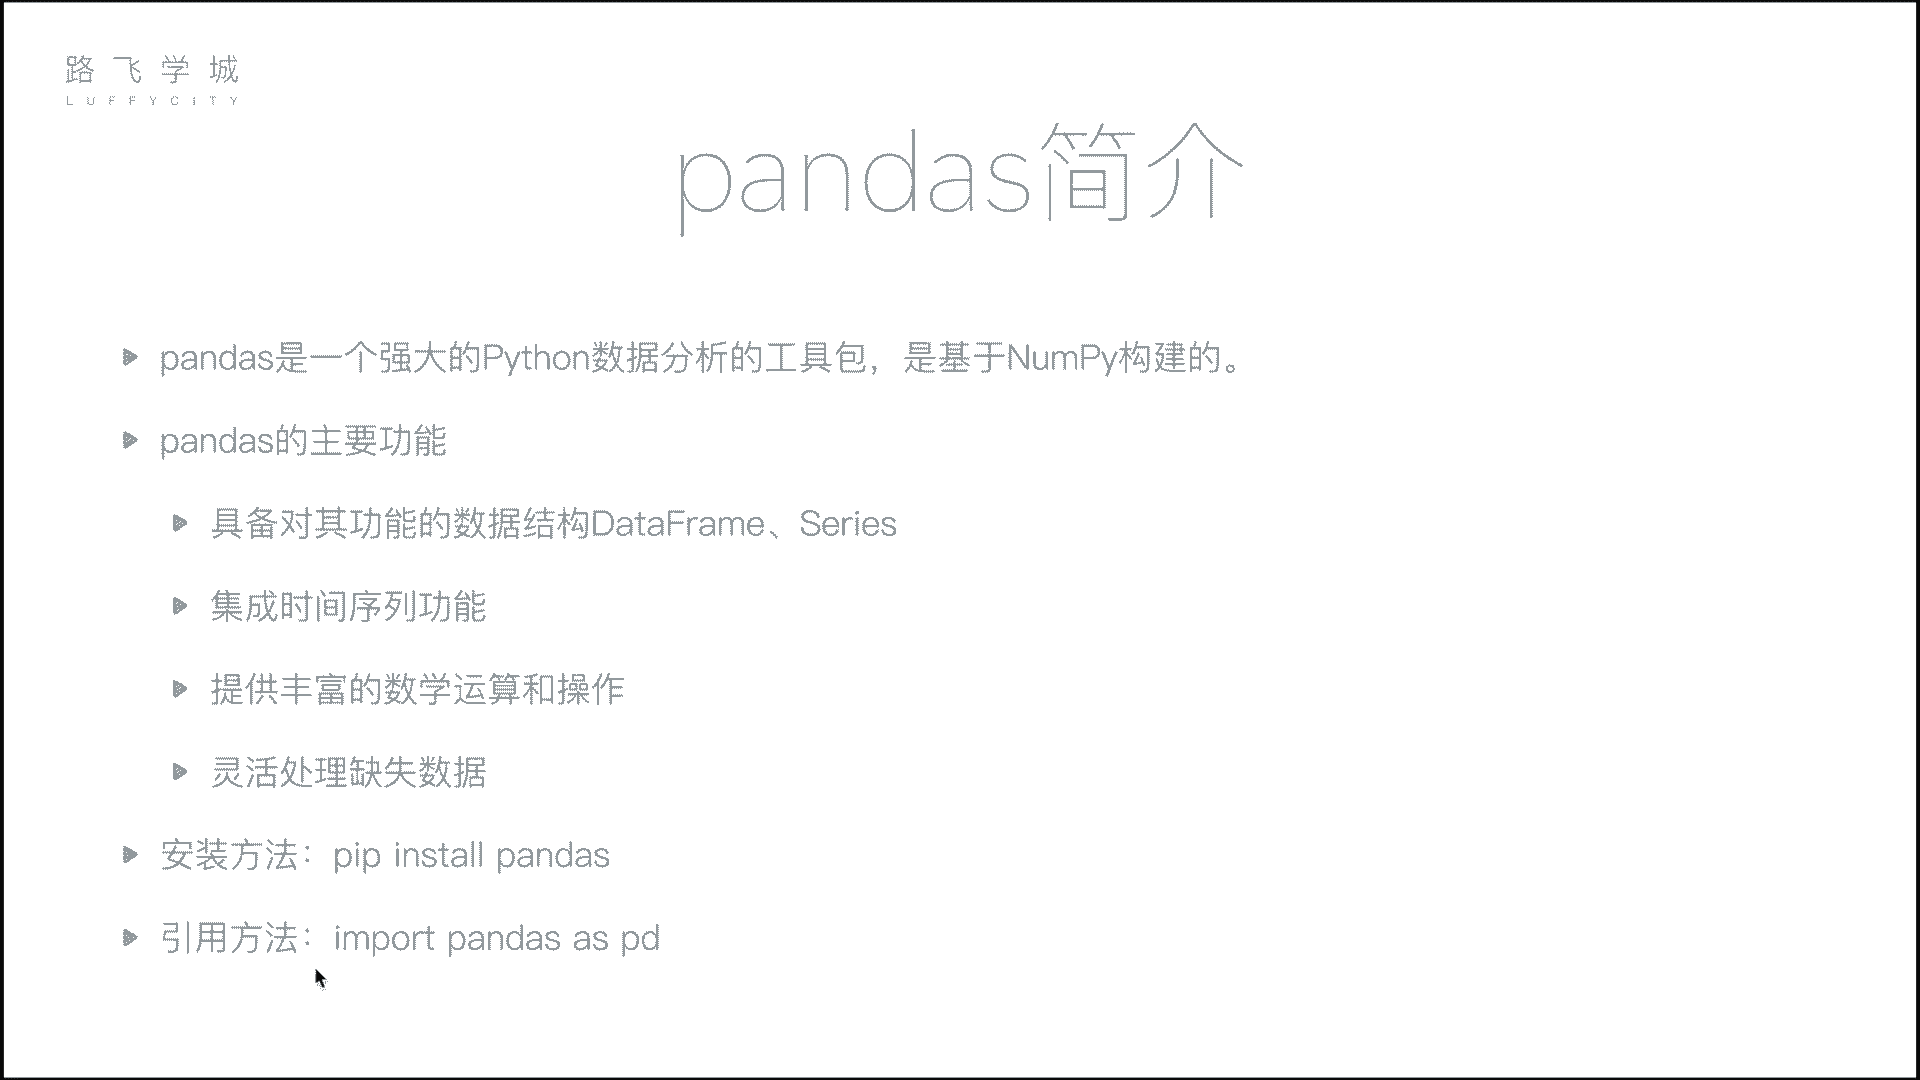 路飞学城
LUFFYCITY
pandas简介
pandas是一个强大的Python数据分析的工具包，是基于NumPy构建的。
pandas的主要功能
具备对其功能的数据结构DataFrame、Series
集成时间序列功能
提供丰富的数学运算和操作
灵活处理缺失数据
安装方法：pip install pandas
引用方法：import pandas as pd